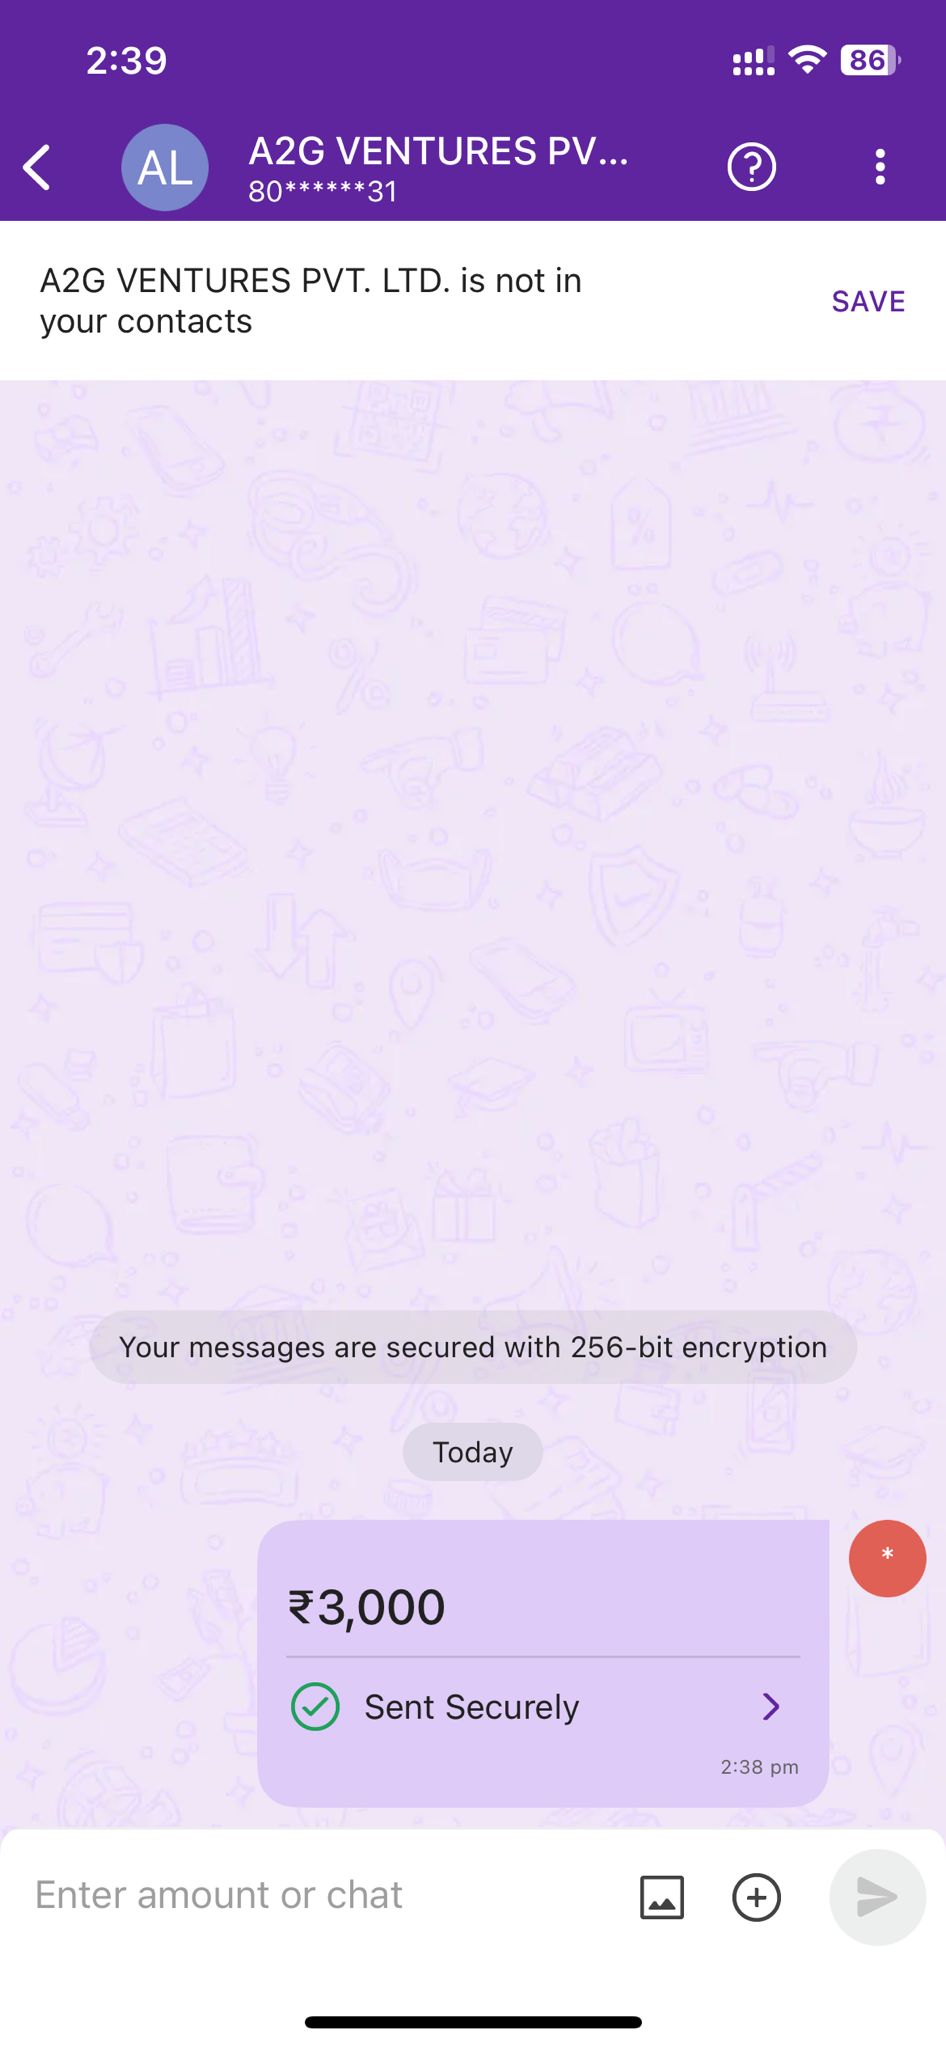 2:39
86
AL
A2G VENTURES PV...
80******31
?
A2G VENTURES PVT. LTD. is not in
your contacts
SAVE
Your messages are secured with 256-bit encryption
Today
*
₹3,000
Sent Securely
2:38 pm
Enter amount or chat